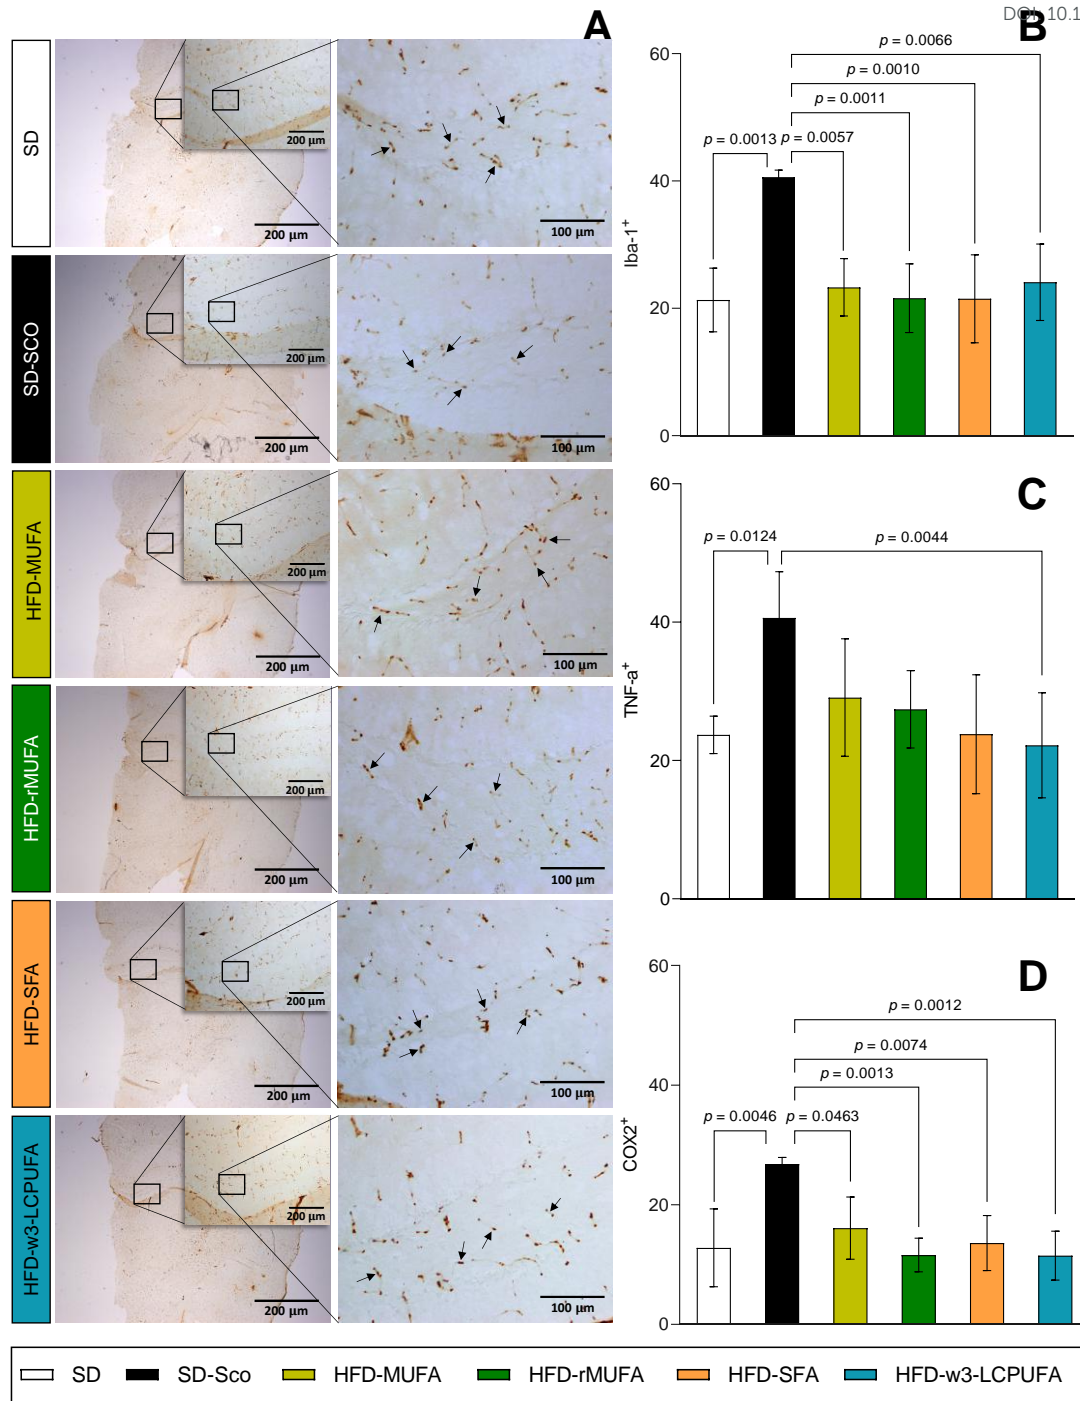 A
DOI: 10.1
SD
200 µm
200 µm
100 µm
SD-SCO
200 µm
200 µm
100 µm
HFD-MUFA
200 µm
200 µm
100 µm
HFD-rMUFA
200 µm
200 µm
100 µm
HFD-SFA
200 µm
200 µm
100 µm
HFD-w3-LCPUFA
200 µm
200 µm
100 µm
B
60
40
20
0
Iba-1+
p = 0.0066
p = 0.0010
p = 0.0011
p = 0.0013
p = 0.0057
C
60
40
20
0
TNF-a+
p = 0.0124
p = 0.0044
D
60
40
20
0
COX2+
p = 0.0012
p = 0.0074
p = 0.0013
p = 0.0046
p = 0.0463
SD SD-Sco HFD-MUFA HFD-rMUFA HFD-SFA HFD-w3-LCPUFA